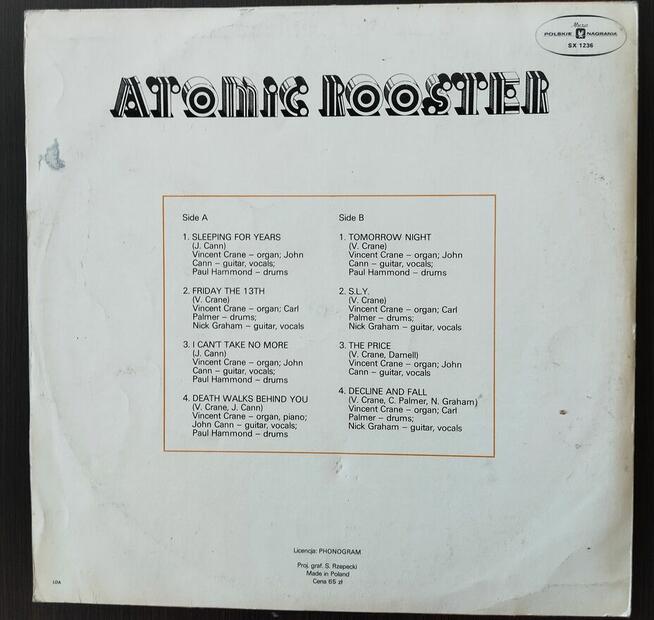 Muza
POLSKIE NAGRANIA
SX 1236
ATOMIC ROOSTER
Side A
1. SLEEPING FOR YEARS
(J. Cann)
Vincent Crane – organ; John
Cann – guitar, vocals;
Paul Hammond – drums
2. FRIDAY THE 13TH
(V. Crane)
Vincent Crane – organ; Carl
Palmer – drums;
Nick Graham – guitar, vocals
3. I CAN'T TAKE NO MORE
(J. Cann)
Vincent Crane – organ; John
Cann – guitar, vocals;
Paul Hammond – drums
4. DEATH WALKS BEHIND YOU
(V. Crane, J. Cann)
Vincent Crane – organ, piano;
John Cann – guitar, vocals;
Paul Hammond – drums
Side B
1. TOMORROW NIGHT
(V. Crane)
Vincent Crane – organ; John
Cann – guitar, vocals;
Paul Hammond – drums
2. S.L.Y.
(V. Crane)
Vincent Crane – organ; Carl
Palmer – drums;
Nick Graham – guitar, vocals
3. THE PRICE
(V. Crane, Darnell)
Vincent Crane – organ; John
Cann – guitar, vocals
4. DECLINE AND FALL
(V. Crane, C. Palmer, N. Graham)
Vincent Crane – organ; Carl
Palmer – drums;
Nick Graham – guitar, vocals
Licencja: PHONOGRAM
Proj. graf. S. Rzepecki
Made in Poland
Cena 65 zł
LDA